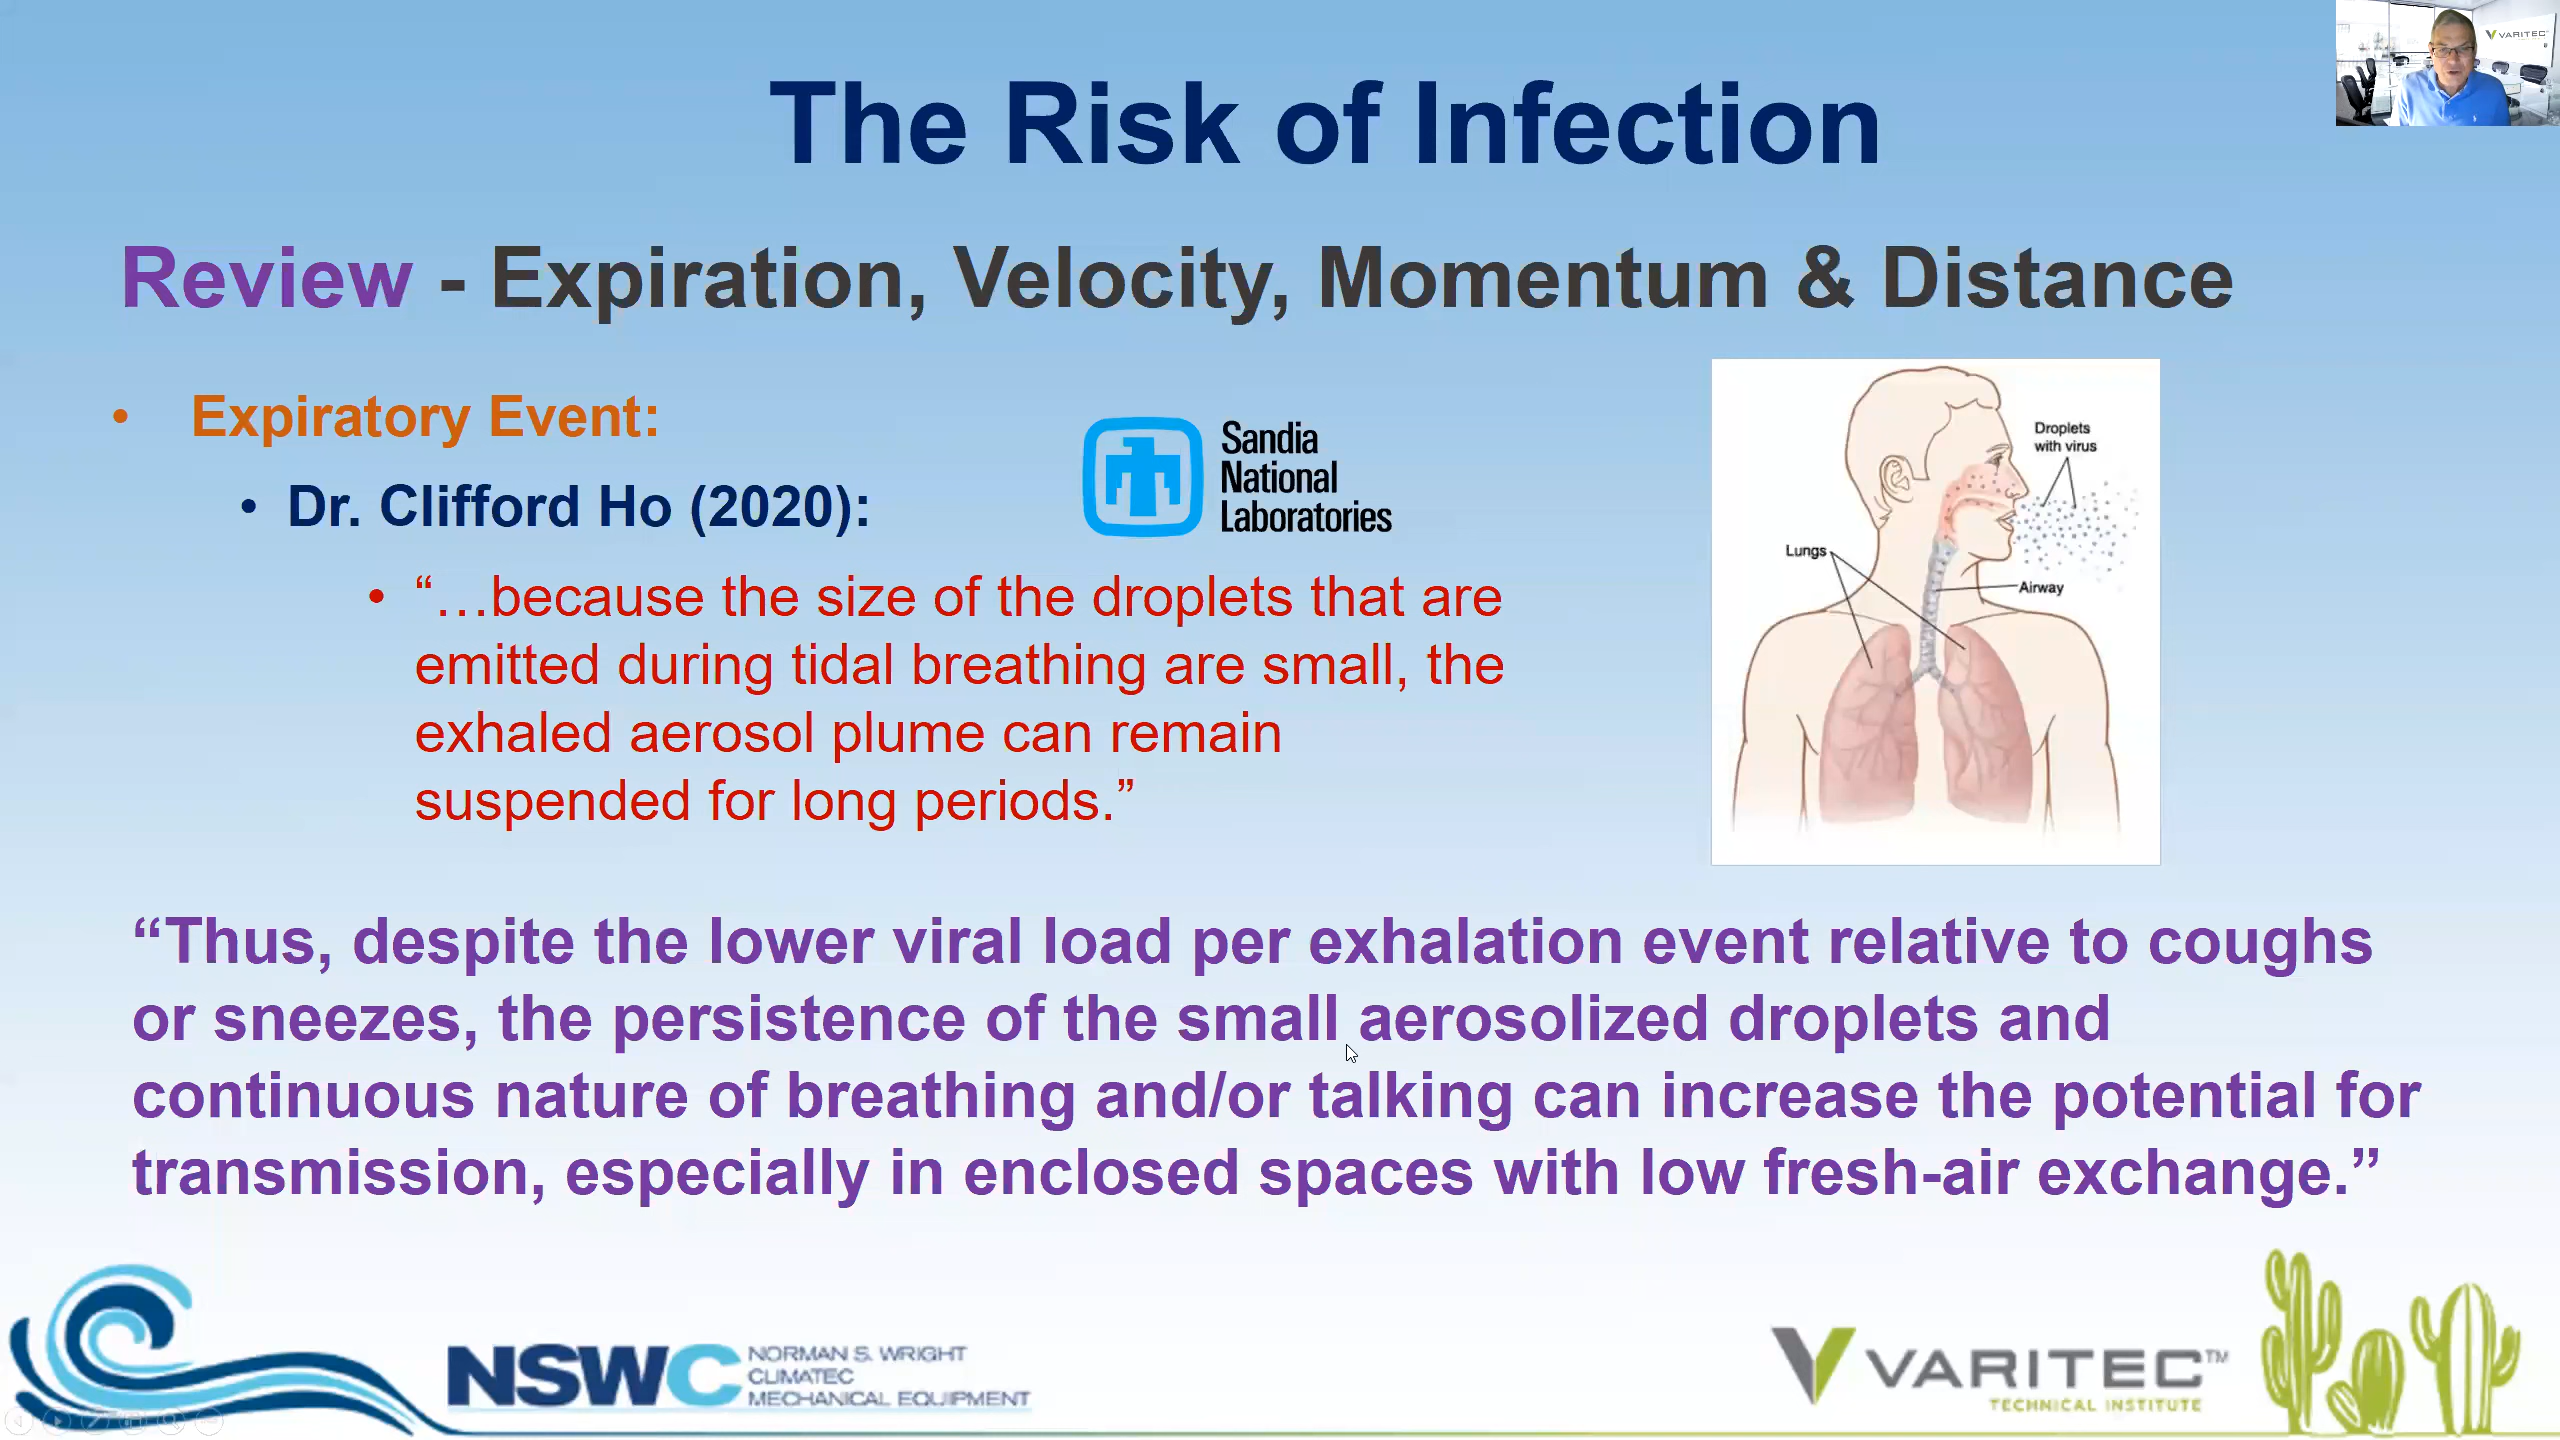 VARITEC
The Risk of Infection
Review - Expiration, Velocity, Momentum & Distance
• Expiratory Event:
• Dr. Clifford Ho (2020):
Sandia
National
Laboratories
• “…because the size of the droplets that are
emitted during tidal breathing are small, the
exhaled aerosol plume can remain
suspended for long periods.”
Droplets
with virus
Lungs
Airway
“Thus, despite the lower viral load per exhalation event relative to coughs
or sneezes, the persistence of the small aerosolized droplets and
continuous nature of breathing and/or talking can increase the potential for
transmission, especially in enclosed spaces with low fresh-air exchange.”
NSWC
NORMAN S. WRIGHT
CLIMATEC
MECHANICAL EQUIPMENT
VARITEC™
TECHNICAL INSTITUTE